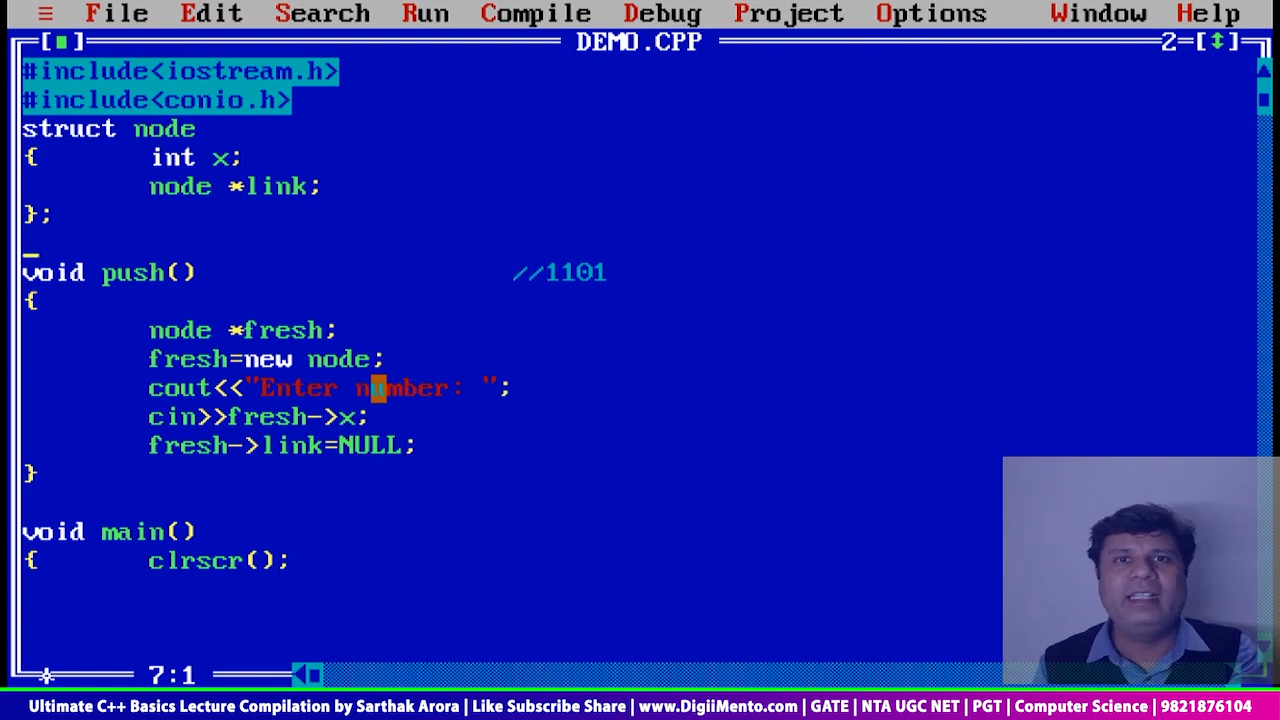 ≡ File Edit Search Run Compile Debug Project Options Window Help
[■] DEMO.CPP 2=[↕]
#include<iostream.h>
#include<conio.h>
struct node
{ int x;
node *link;
};
void push() //1101
{
node *fresh;
fresh=new node;
cout<<"Enter number: ";
cin>>fresh->x;
fresh->link=NULL;
}
void main()
{ clrscr();
7:1
Ultimate C++ Basics Lecture Compilation by Sarthak Arora | Like Subscribe Share | www.DigiiMento.com | GATE | NTA UGC NET | PGT | Computer Science | 9821876104